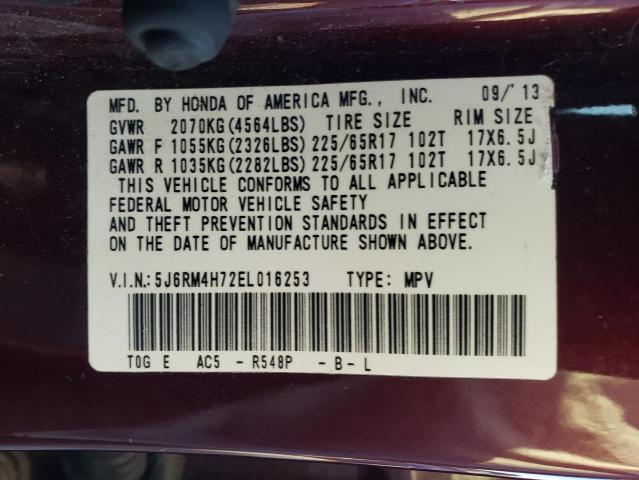 MFD. BY HONDA OF AMERICA MFG., INC. 09/'13
GVWR 2070KG(4564LBS) TIRE SIZE RIM SIZE
GAWR F 1055KG(2326LBS) 225/65R17 102T 17X6.5J
GAWR R 1035KG(2282LBS) 225/65R17 102T 17X6.5J
THIS VEHICLE CONFORMS TO ALL APPLICABLE
FEDERAL MOTOR VEHICLE SAFETY
AND THEFT PREVENTION STANDARDS IN EFFECT
ON THE DATE OF MANUFACTURE SHOWN ABOVE.
V.I.N.:5J6RM4H72EL016253 TYPE: MPV
T0G E AC5 - R548P - B - L